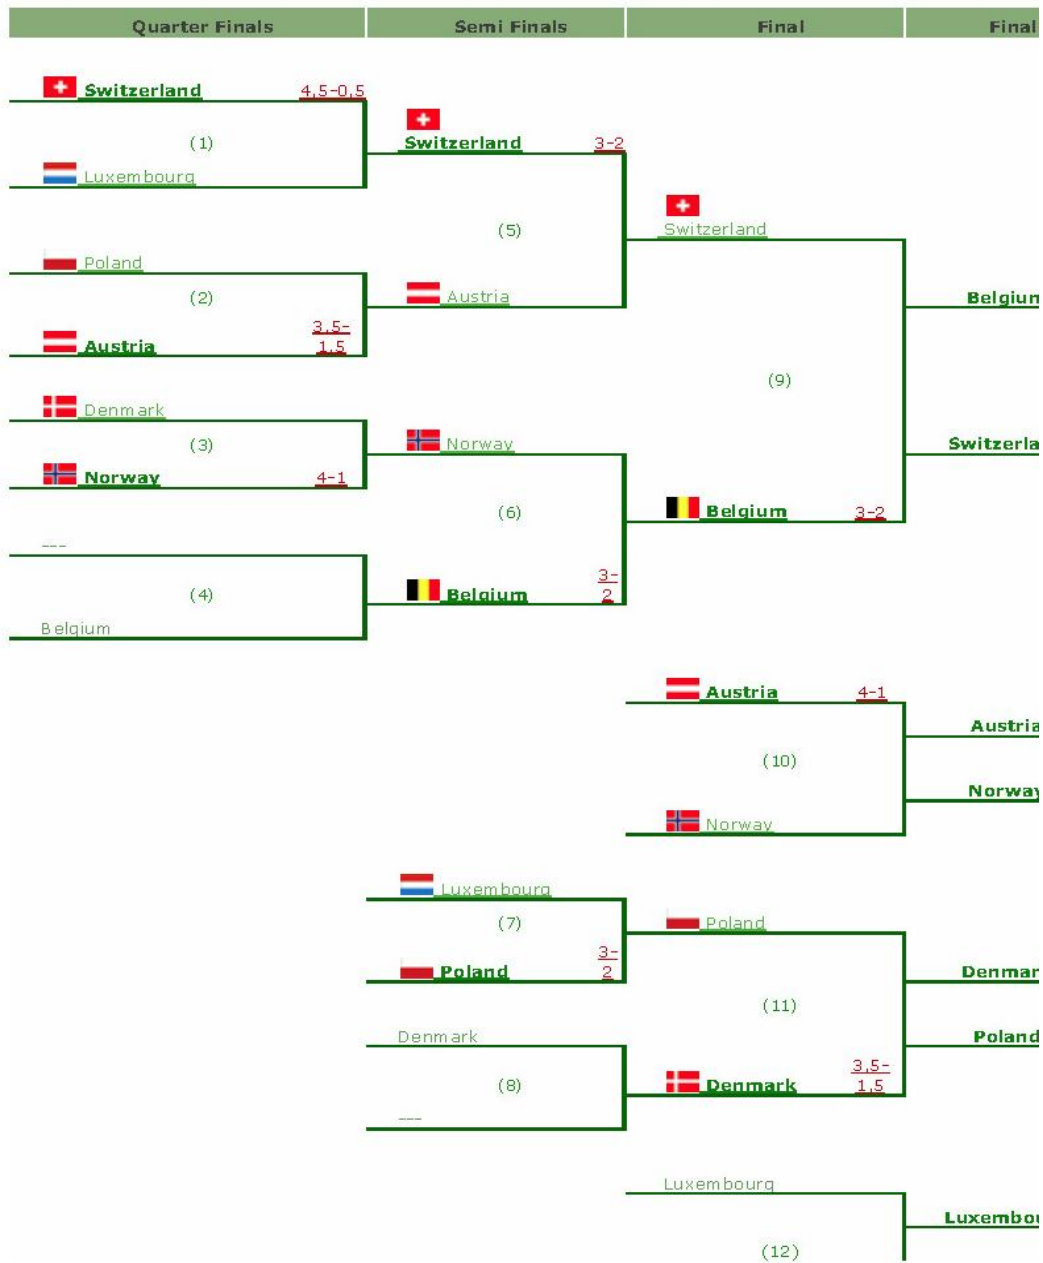 Quarter Finals Semi Finals Final Final
Switzerland 4,5-0,5
(1)
Switzerland 3-2
Luxembourg
Switzerland
(5)
Poland
(2)
Austria
Belgium
3,5-
Austria 1,5
(9)
Denmark
(3)
Norway
Norway 4-1
Switzerla
(6)
Belgium 3-2
---
(4)
3-
Belgium 2
Belgium
Austria 4-1
Austria
(10)
Norway
Norway
Luxembourg
(7)
Poland
3-
Poland 2
Denmar
(11)
Denmark
Poland
(8)
3,5-
Denmark 1,5
---
Luxembourg
Luxembou
(12)